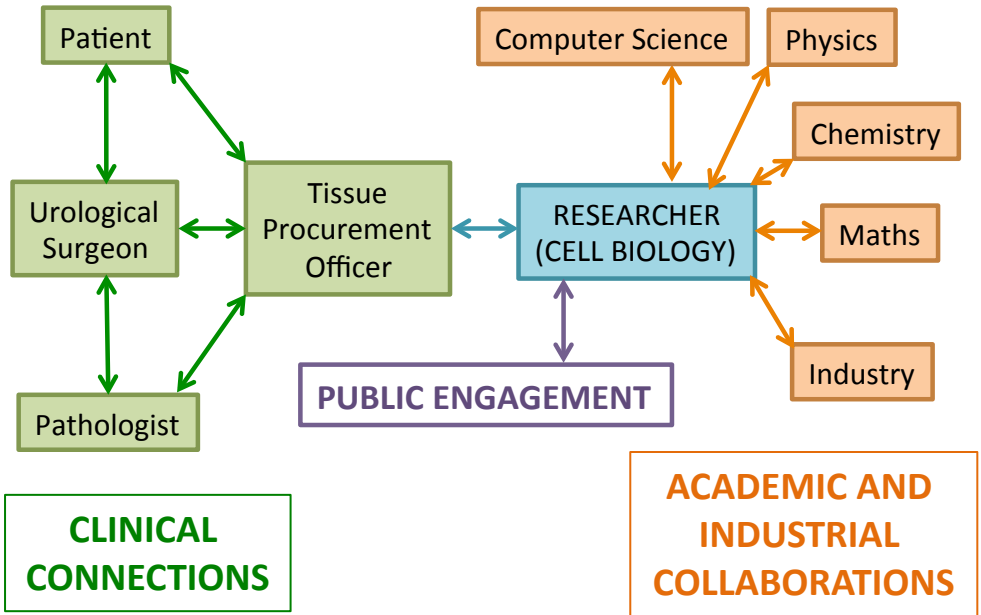 Patient
Computer Science
Physics
Chemistry
Urological
Surgeon
Tissue
Procurement
Officer
RESEARCHER
(CELL BIOLOGY)
Maths
Industry
PUBLIC ENGAGEMENT
Pathologist
CLINICAL
CONNECTIONS
ACADEMIC AND
INDUSTRIAL
COLLABORATIONS